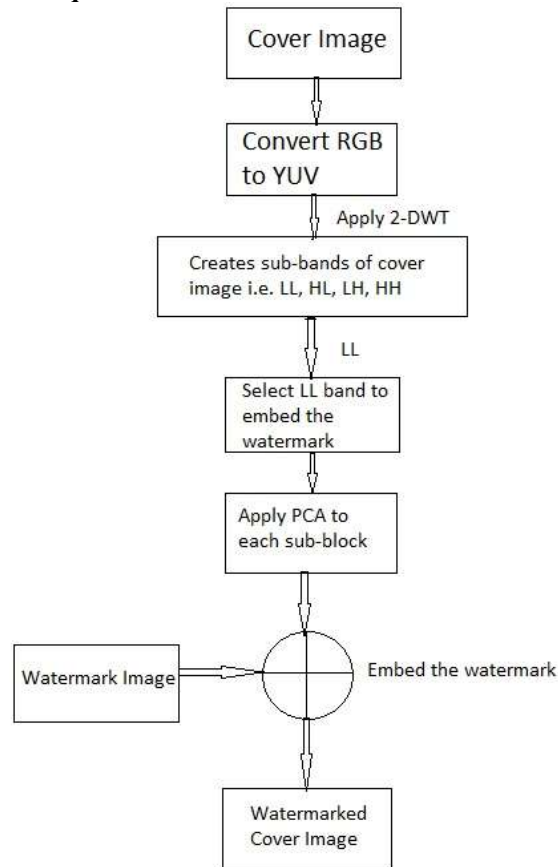 Cover Image
Convert RGB
to YUV
Apply 2-DWT
Creates sub-bands of cover
image i.e. LL, HL, LH, HH
LL
Select LL band to
embed the
watermark
Apply PCA to
each sub-block
Watermark Image
Embed the watermark
Watermarked
Cover Image